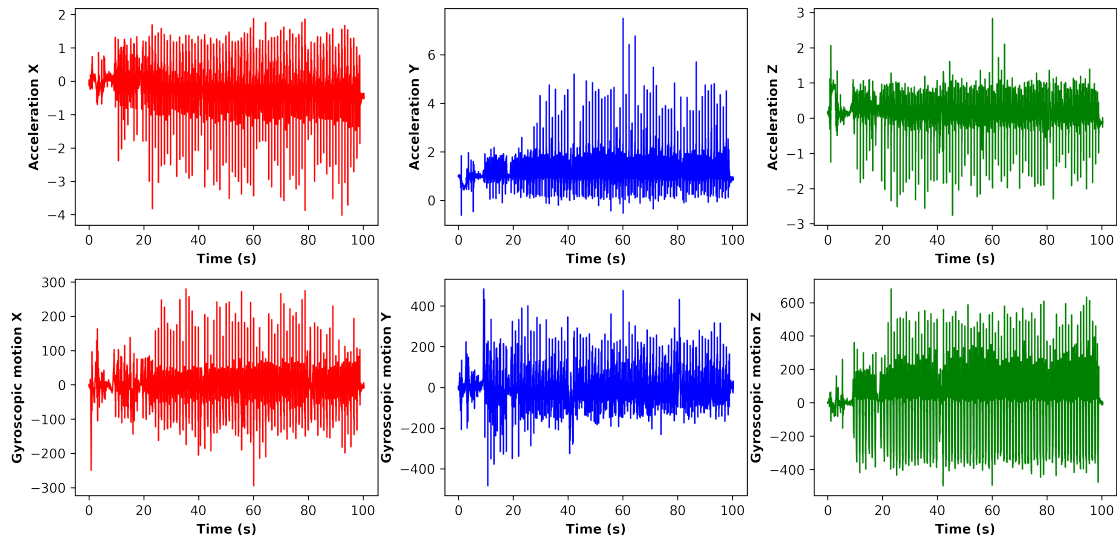 Acceleration X
2
1
0
−1
−2
−3
−4
0 20 40 60 80 100
Time (s)
Acceleration Y
6
4
2
0
0 20 40 60 80 100
Time (s)
Acceleration Z
3
2
1
0
−1
−2
−3
0 20 40 60 80 100
Time (s)
Gyroscopic motion X
300
200
100
0
−100
−200
−300
0 20 40 60 80 100
Time (s)
Gyroscopic motion Y
400
200
0
−200
−400
0 20 40 60 80 100
Time (s)
Gyroscopic motion Z
600
400
200
0
−200
−400
0 20 40 60 80 100
Time (s)